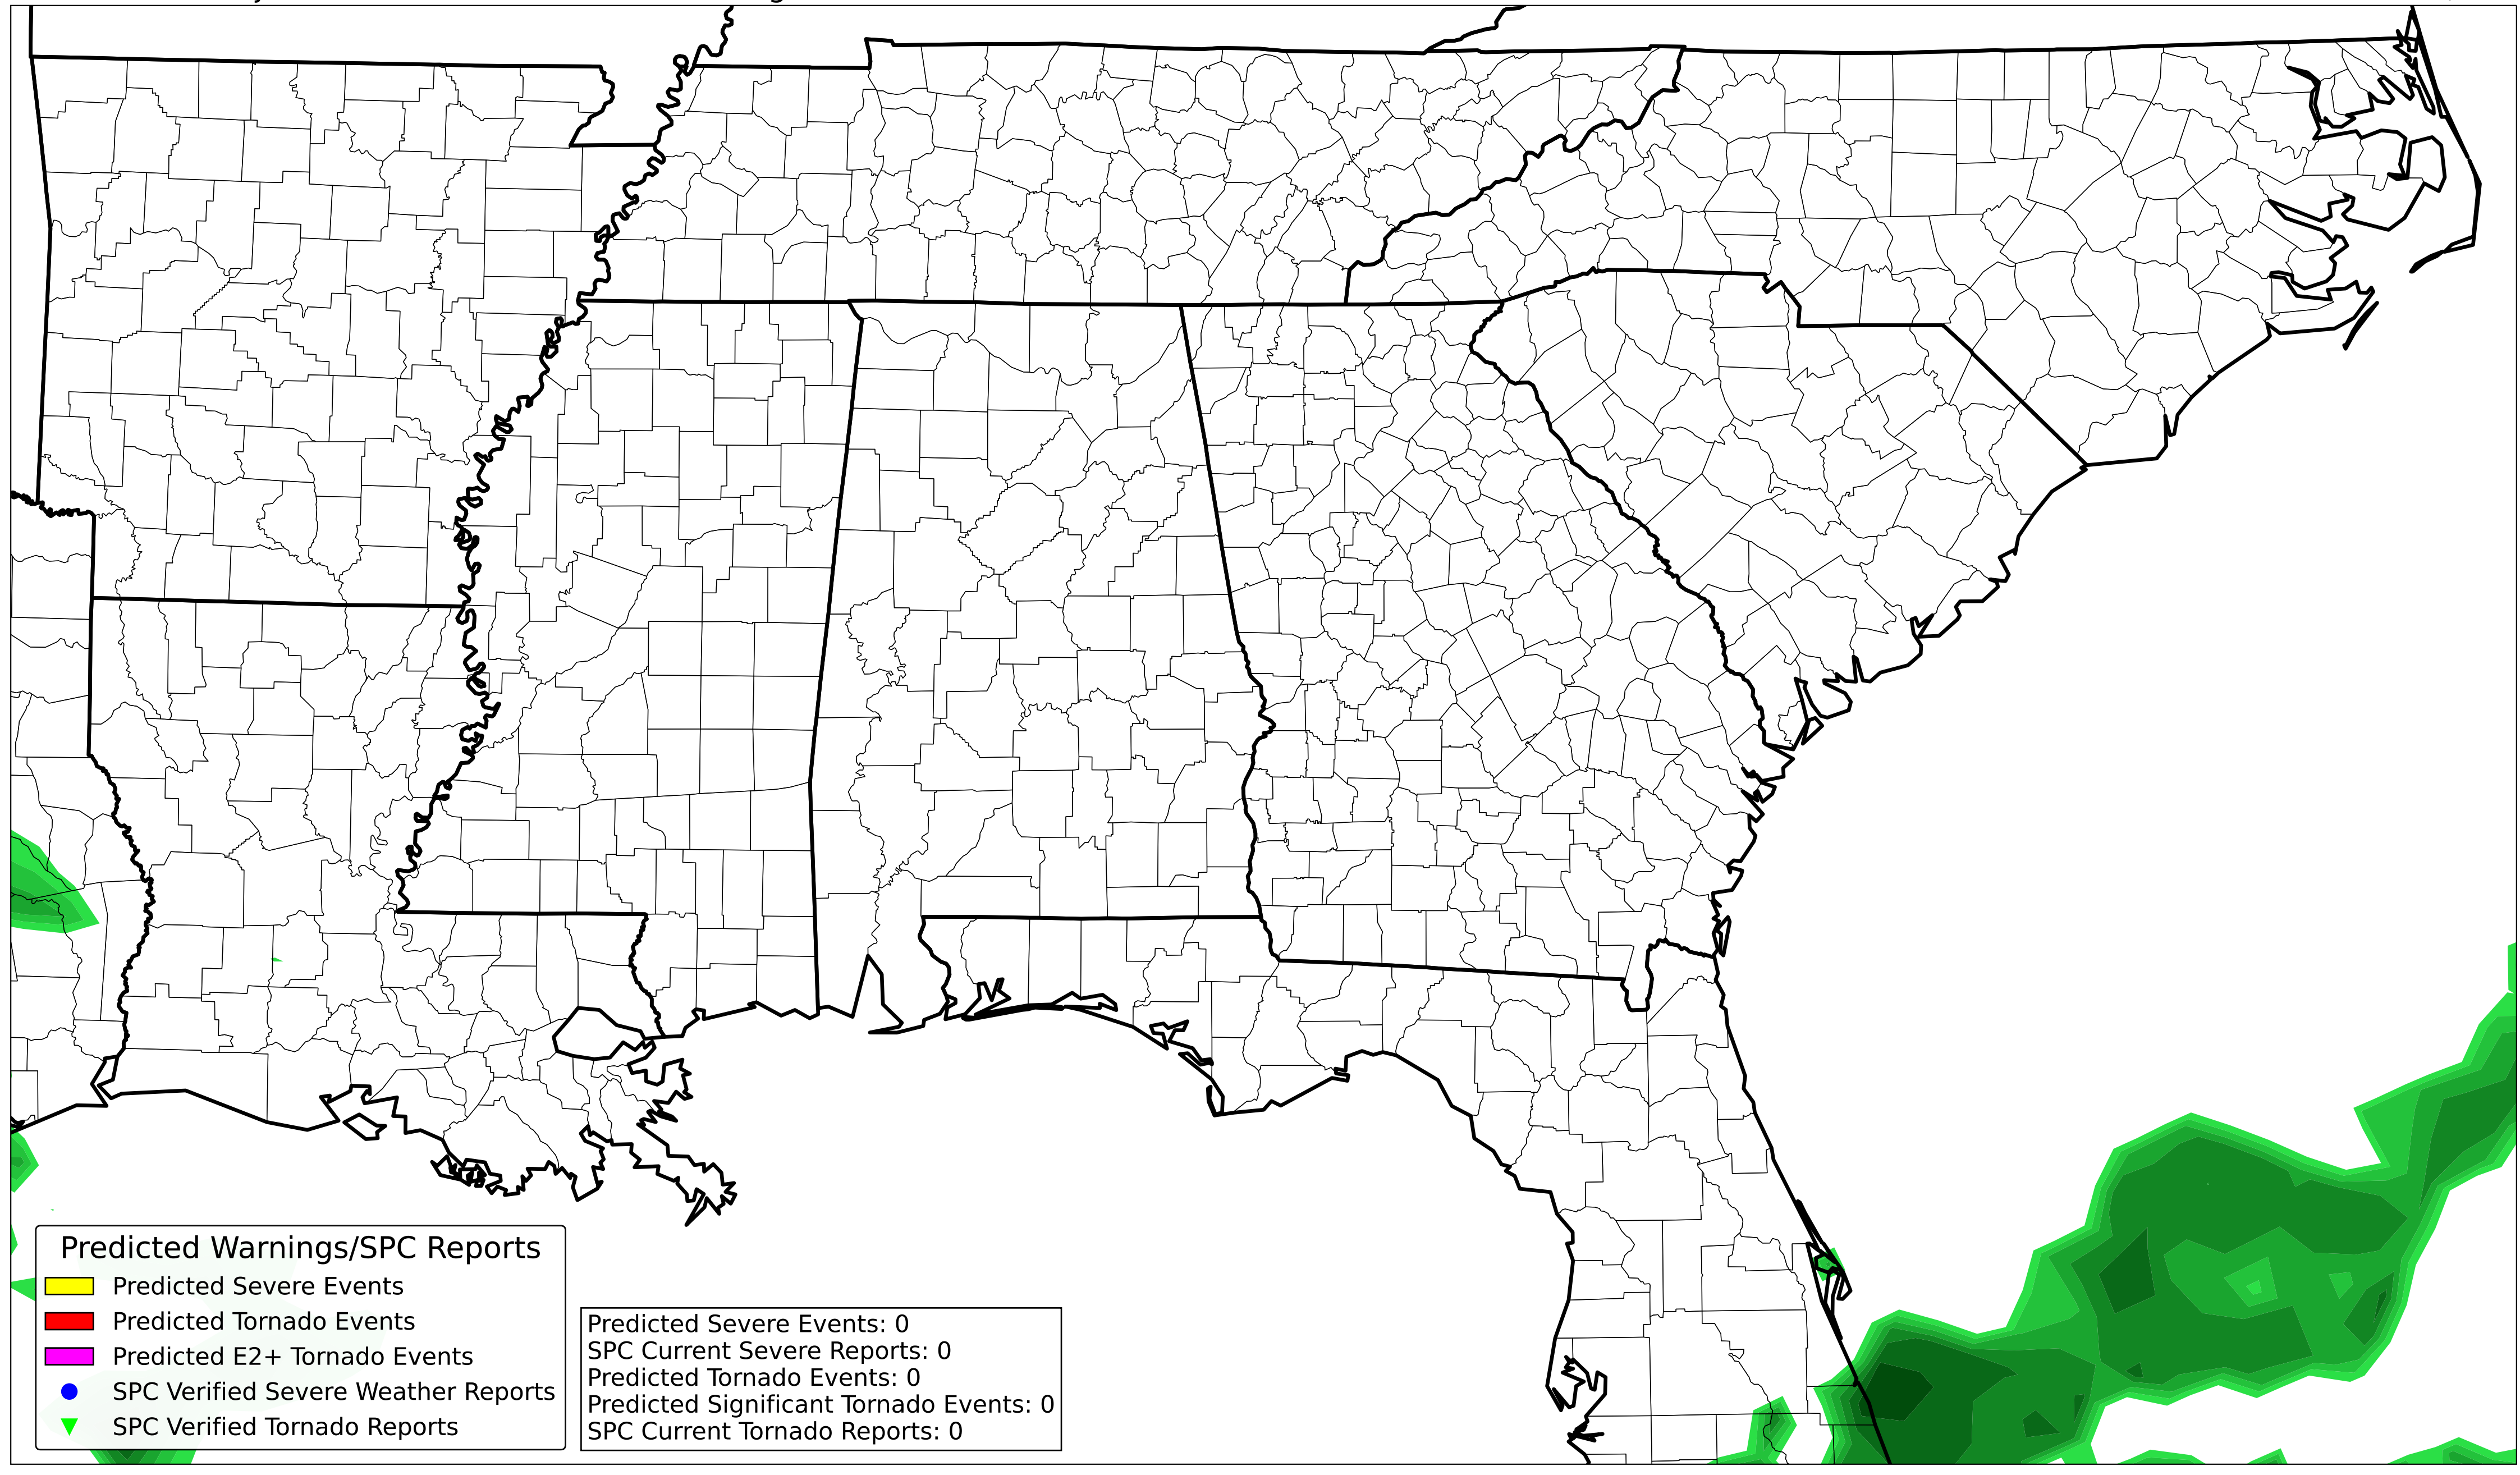 Predicted Warnings/SPC Reports
Predicted Severe Events
Predicted Tornado Events
Predicted E2+ Tornado Events
SPC Verified Severe Weather Reports
SPC Verified Tornado Reports
Predicted Severe Events: 0
SPC Current Severe Reports: 0
Predicted Tornado Events: 0
Predicted Significant Tornado Events: 0
SPC Current Tornado Reports: 0